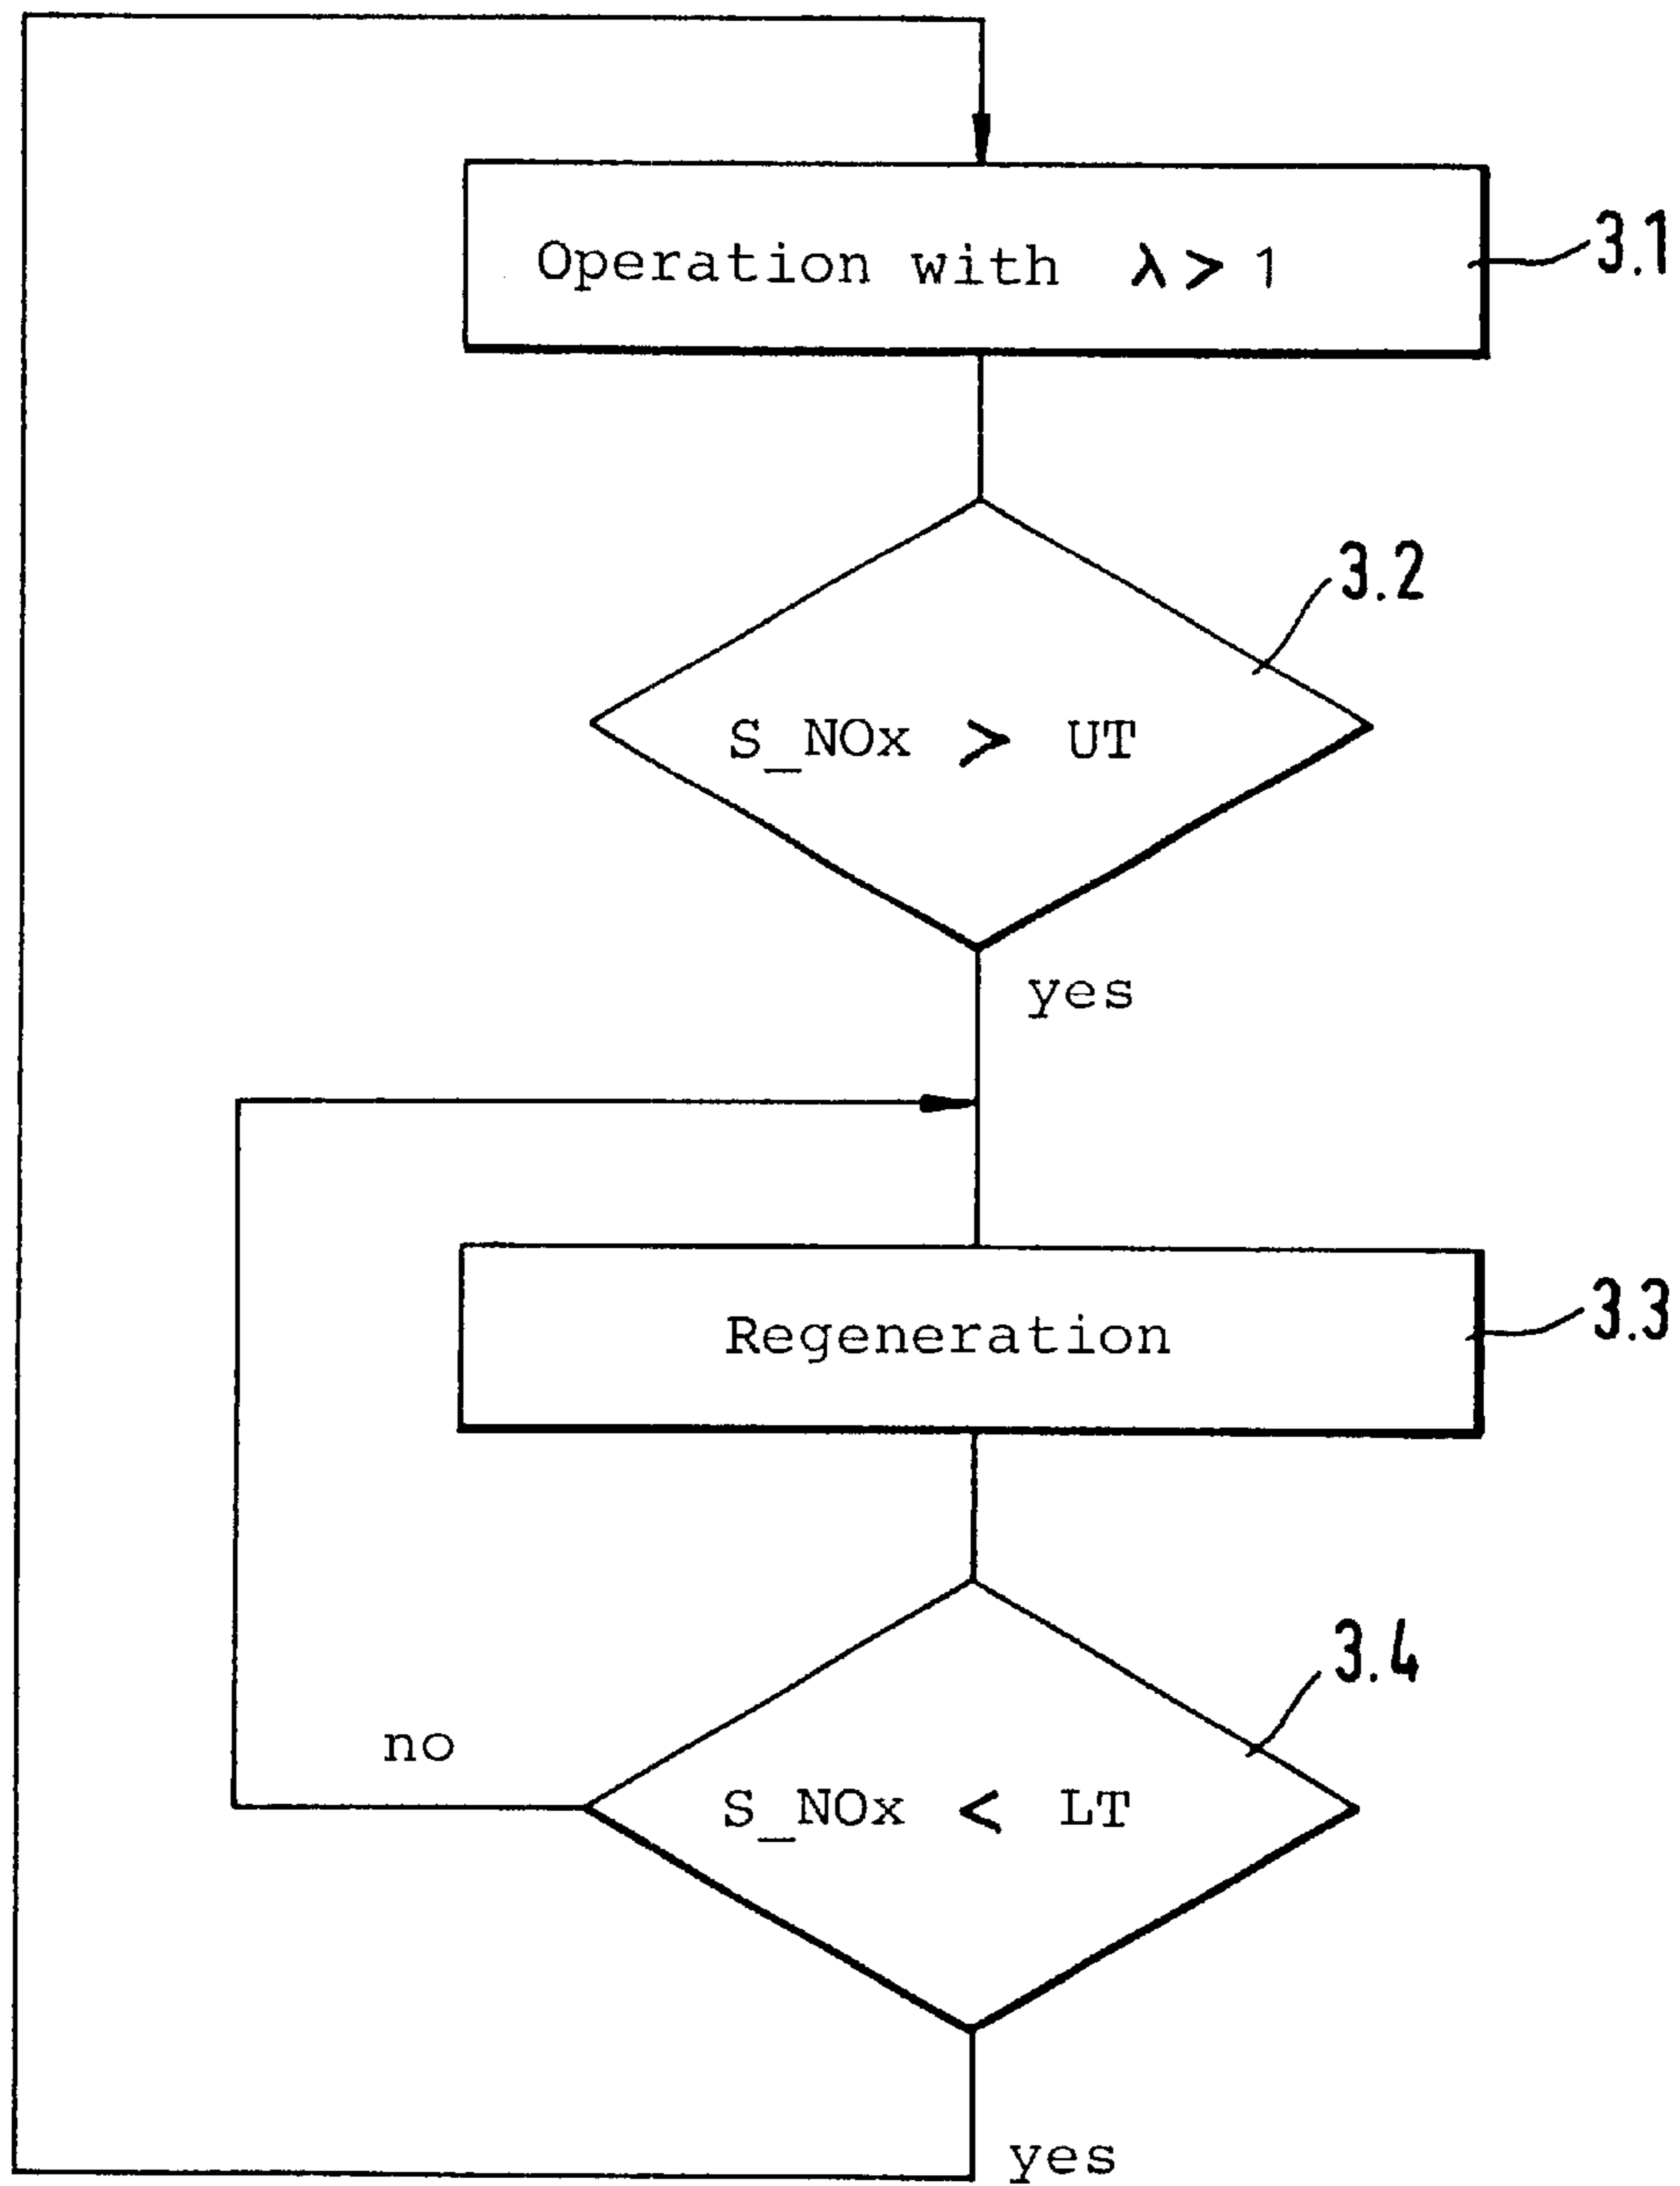 Operation with λ > 1
3.1
3.2
S_NOx > UT
yes
Regeneration
3.3
3.4
no
S_NOx < LT
yes